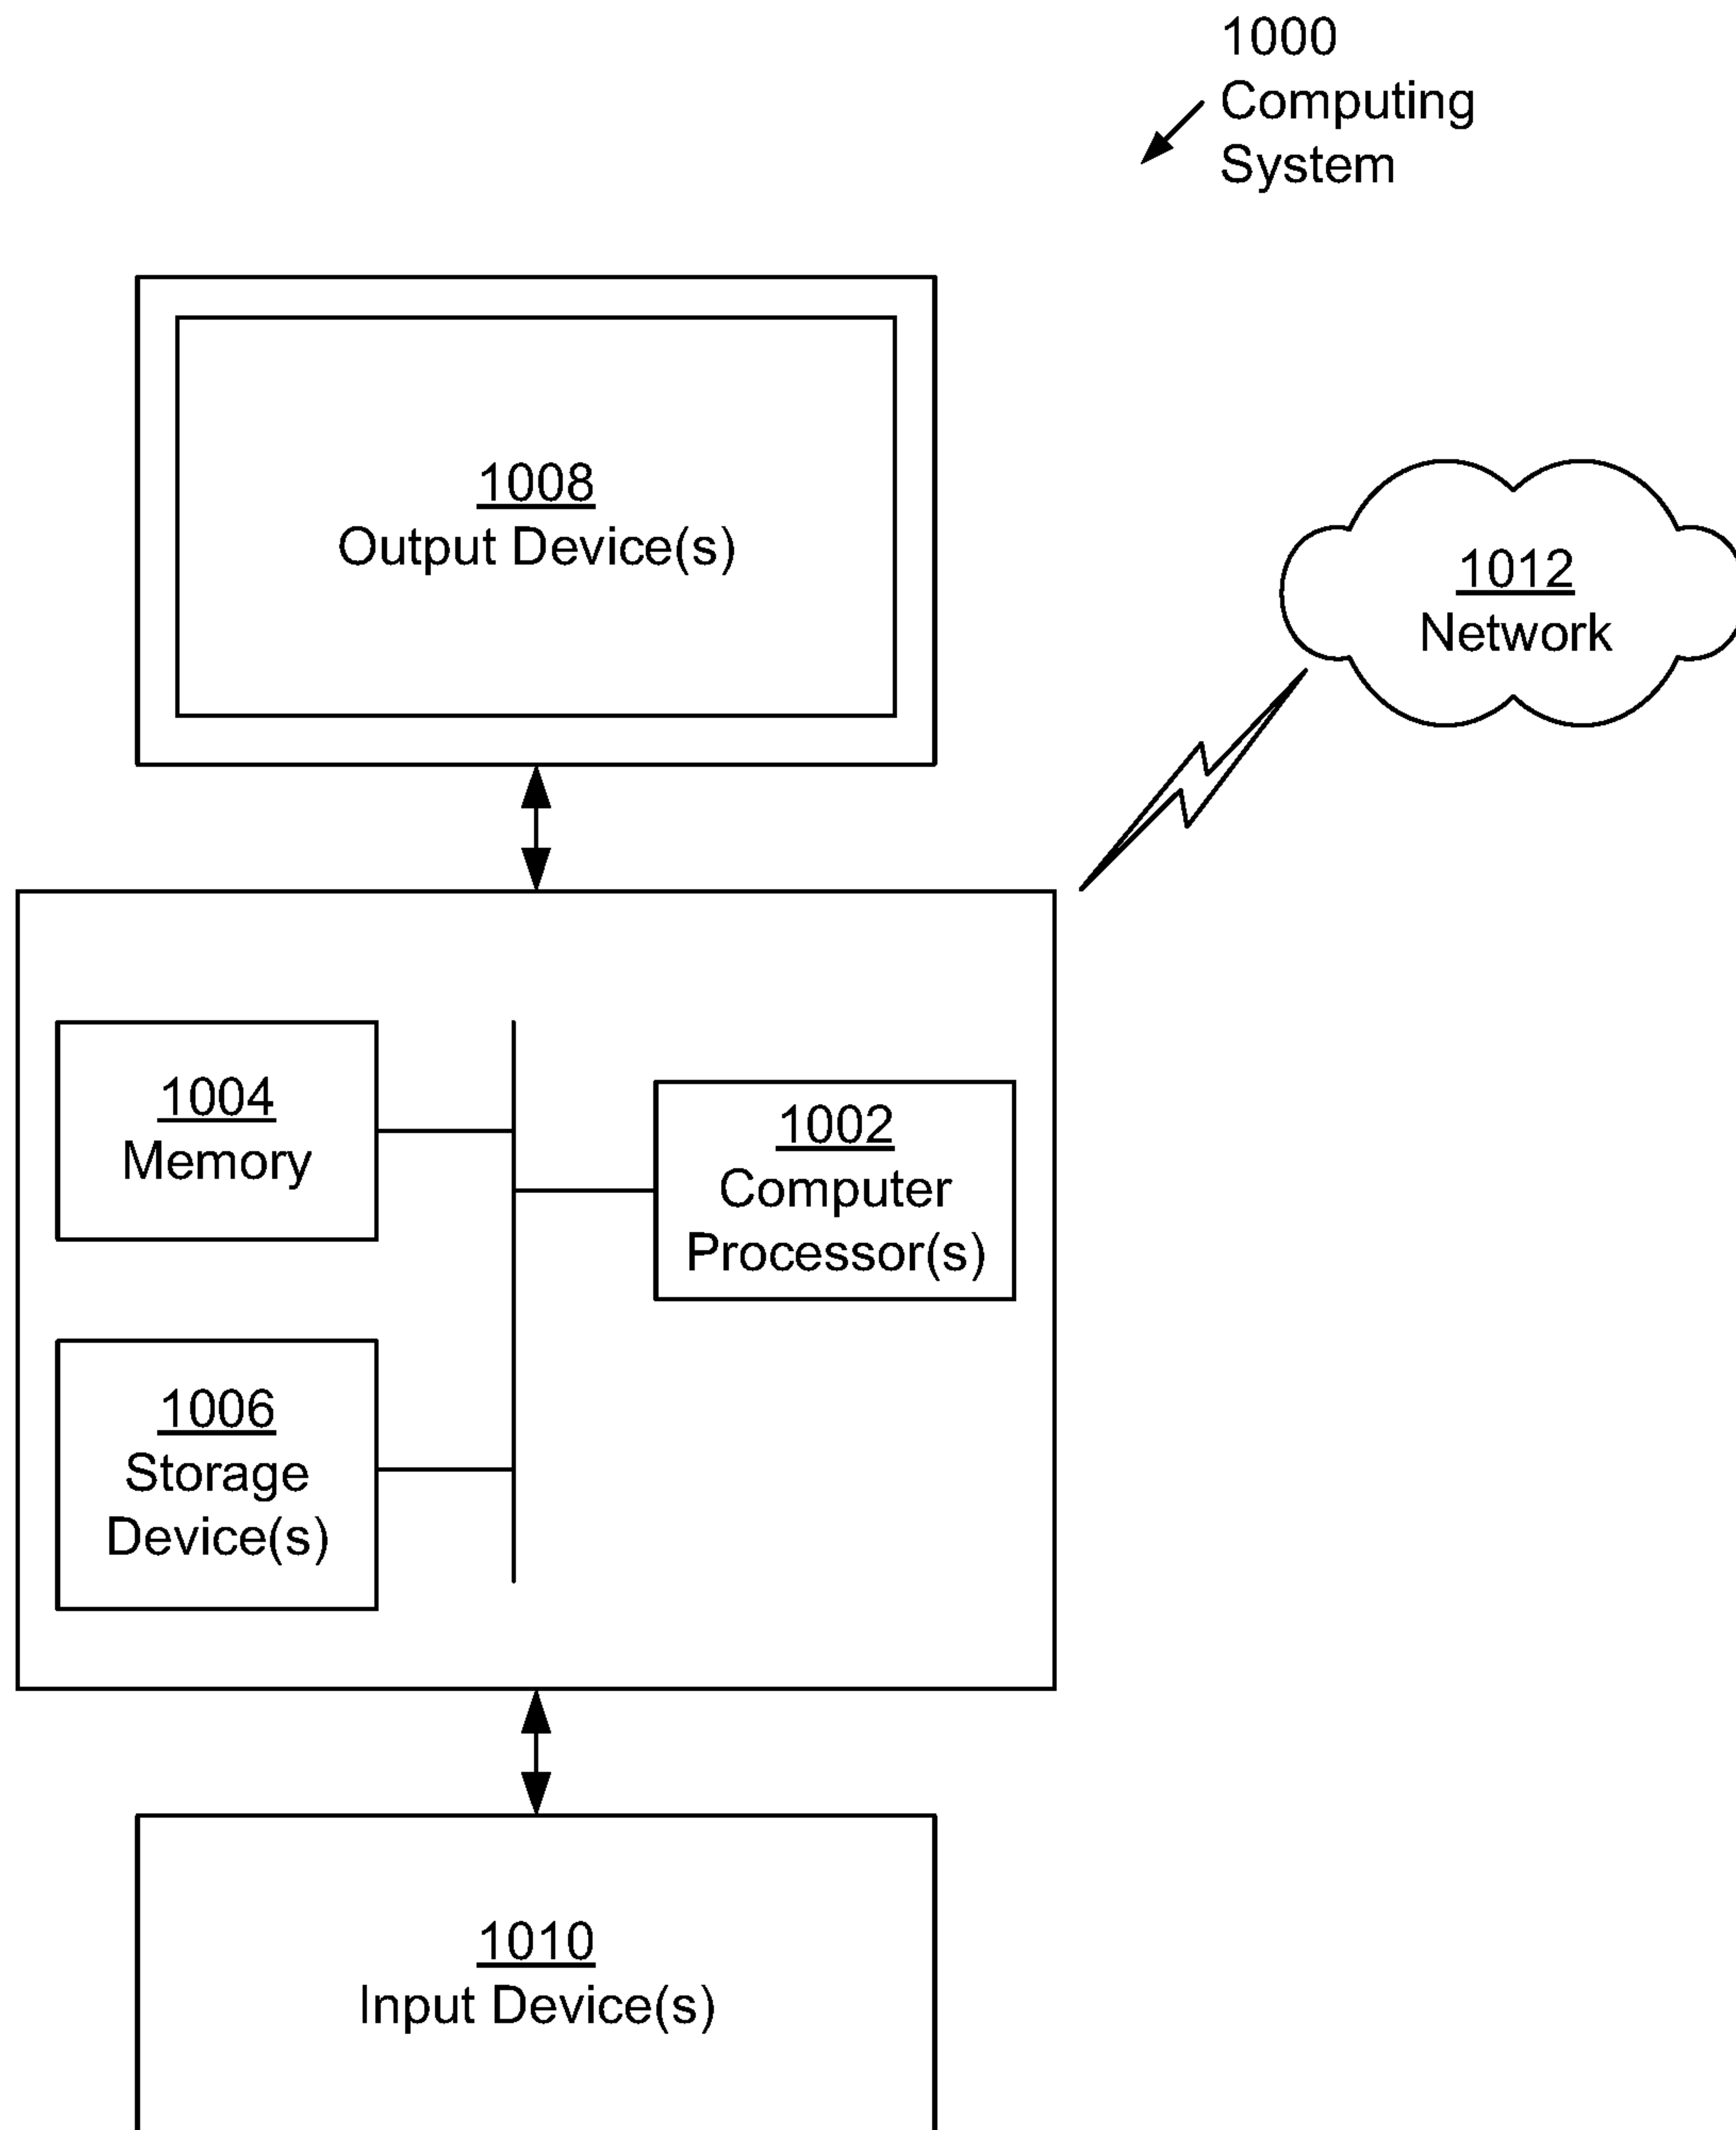 1000
Computing
System
1008
Output Device(s)
1012
Network
1004
Memory
1002
Computer
Processor(s)
1006
Storage
Device(s)
1010
Input Device(s)